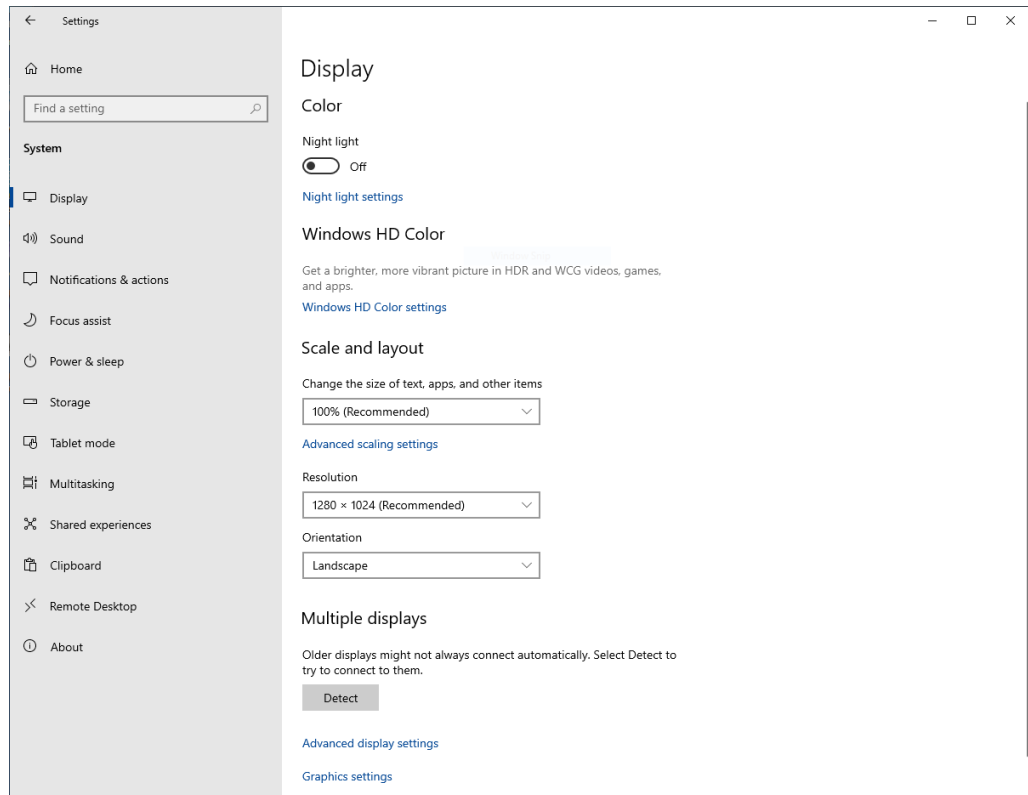 Settings
Home
Find a setting
System
Display
Sound
Notifications & actions
Focus assist
Power & sleep
Storage
Tablet mode
Multitasking
Shared experiences
Clipboard
Remote Desktop
About
Display
Color
Night light
Off
Night light settings
Windows HD Color
Get a brighter, more vibrant picture in HDR and WCG videos, games,
and apps.
Windows HD Color settings
Scale and layout
Change the size of text, apps, and other items
100% (Recommended)
Advanced scaling settings
Resolution
1280 × 1024 (Recommended)
Orientation
Landscape
Multiple displays
Older displays might not always connect automatically. Select Detect to
try to connect to them.
Detect
Advanced display settings
Graphics settings